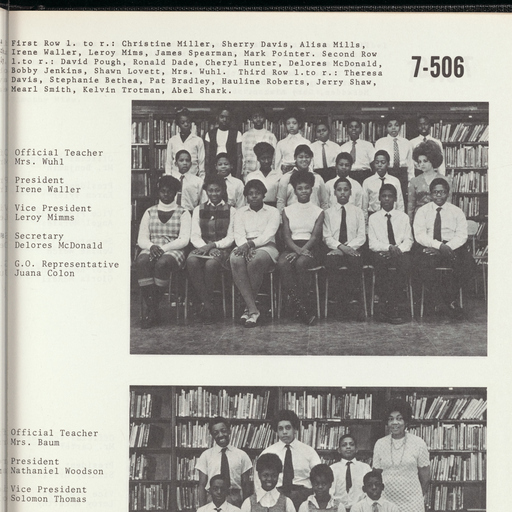 First Row l. to r.: Christine Miller, Sherry Davis, Alisa Mills,
Irene Waller, Leroy Mims, James Spearman, Mark Pointer. Second Row
l.to r.: David Pough, Ronald Dade, Cheryl Hunter, Delores McDonald,
Bobby Jenkins, Shawn Lovett, Mrs. Wuhl. Third Row l.to r.: Theresa
Davis, Stephanie Bethea, Pat Bradley, Hauline Roberts, Jerry Shaw,
Mearl Smith, Kelvin Trotman, Abel Shark.
7-506
Official Teacher
Mrs. Wuhl
President
Irene Waller
Vice President
Leroy Mimms
Secretary
Delores McDonald
G.O. Representative
Juana Colon
Official Teacher
Mrs. Baum
President
Nathaniel Woodson
Vice President
Solomon Thomas